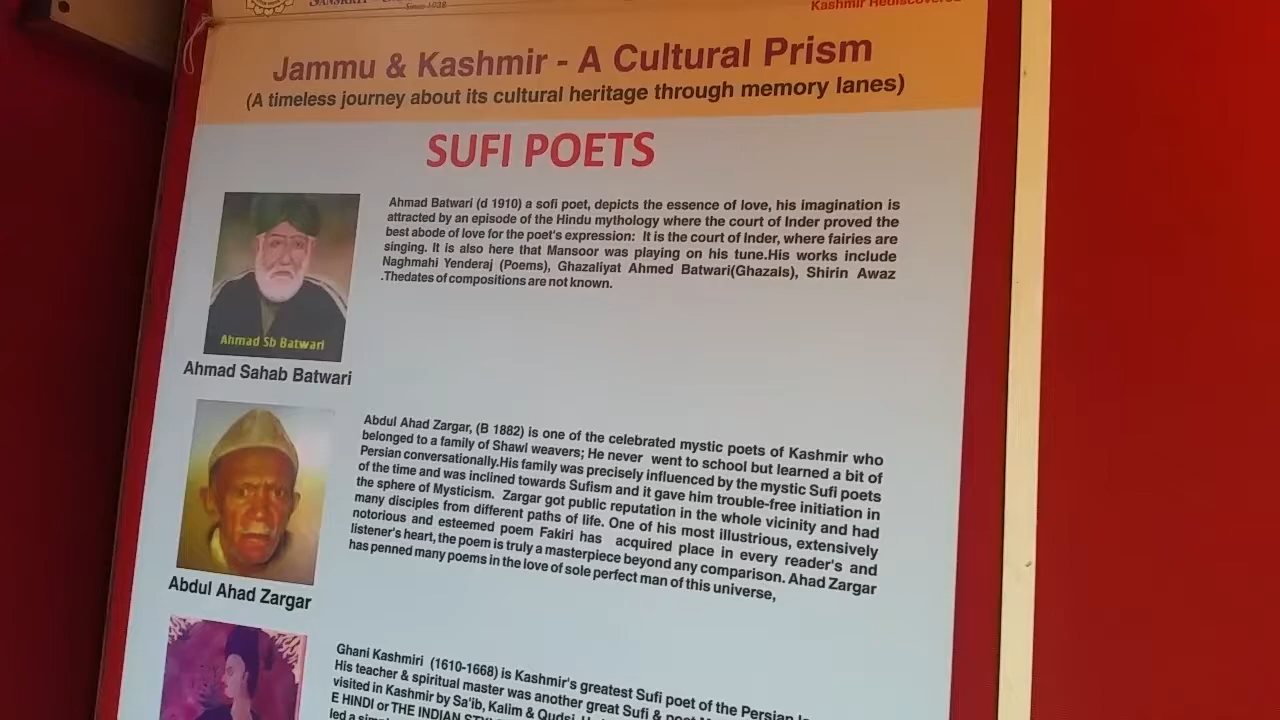 Since 1938
Kashmir Rediscovered
Jammu & Kashmir - A Cultural Prism
(A timeless journey about its cultural heritage through memory lanes)
SUFI POETS
Ahmad Batwari (d 1910) a sofi poet, depicts the essence of love, his imagination is
attracted by an episode of the Hindu mythology where the court of Inder proved the
best abode of love for the poet's expression: It is the court of Inder, where fairies are
singing. It is also here that Mansoor was playing on his tune.His works include
Naghmahi Yenderaj (Poems), Ghazaliyat Ahmed Batwari(Ghazals), Shirin Awaz
.Thedates of compositions are not known.
Ahmad Sb Batwari
Ahmad Sahab Batwari
Abdul Ahad Zargar, (B 1882) is one of the celebrated mystic poets of Kashmir who
belonged to a family of Shawl weavers; He never went to school but learned a bit of
Persian conversationally.His family was precisely influenced by the mystic Sufi poets
of the time and was inclined towards Sufism and it gave him trouble-free initiation in
the sphere of Mysticism. Zargar got public reputation in the whole vicinity and had
many disciples from different paths of life. One of his most illustrious, extensively
notorious and esteemed poem Fakiri has acquired place in every reader's and
listener's heart, the poem is truly a masterpiece beyond any comparison. Ahad Zargar
has penned many poems in the love of sole perfect man of this universe,
Abdul Ahad Zargar
Ghani Kashmiri (1610-1668) is Kashmir's greatest Sufi poet of the Persian
His teacher & spiritual master was another great Sufi & poet
visited in Kashmir by Sa'ib, Kalim & Qudsi.
E HINDI or THE INDIAN
led a